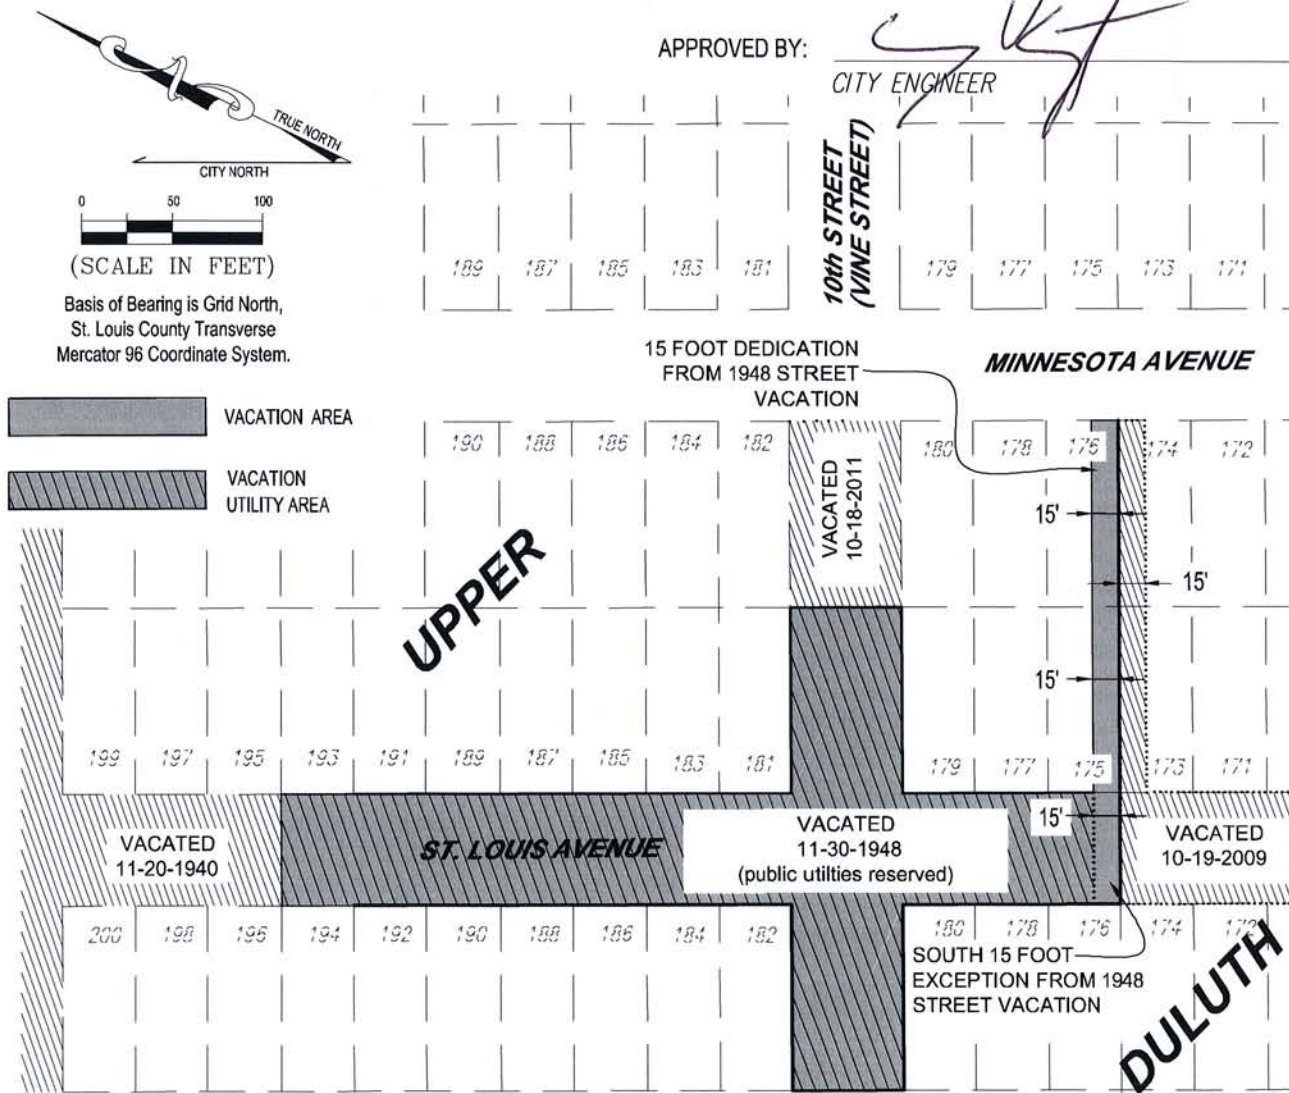 APPROVED BY:
CITY ENGINEER
TRUE NORTH
CITY NORTH
0 50 100
(SCALE IN FEET)
Basis of Bearing is Grid North,
St. Louis County Transverse
Mercator 96 Coordinate System.
VACATION AREA
VACATION
UTILITY AREA
10th STREET
(VINE STREET)
189 187 185 183 181 179 177 175 173 171
15 FOOT DEDICATION
FROM 1948 STREET
VACATION
MINNESOTA AVENUE
190 188 186 184 182 180 178 176 174 172
VACATED
10-18-2011
15'
15'
15'
UPPER
199 197 195 193 191 189 187 185 183 181 179 177 175 173 171
VACATED
11-20-1940
ST. LOUIS AVENUE
VACATED
11-30-1948
(public utilties reserved)
15'
VACATED
10-19-2009
200 198 196 194 192 190 188 186 184 182 180 178 176 174 172
SOUTH 15 FOOT
EXCEPTION FROM 1948
STREET VACATION
DULUTH